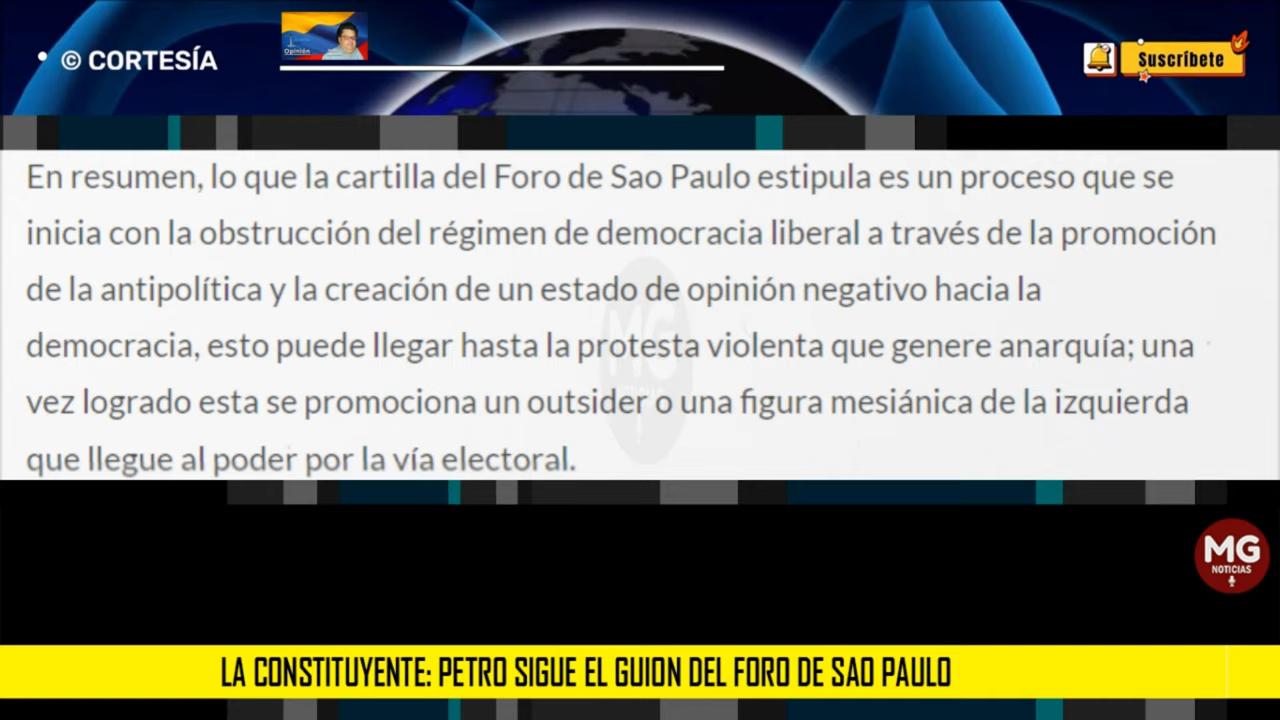 © CORTESÍA
Opinión
Suscríbete
En resumen, lo que la cartilla del Foro de Sao Paulo estipula es un proceso que se
inicia con la obstrucción del régimen de democracia liberal a través de la promoción
de la antipolítica y la creación de un estado de opinión negativo hacia la
democracia, esto puede llegar hasta la protesta violenta que genere anarquía; una
vez logrado esta se promociona un outsider o una figura mesiánica de la izquierda
que llegue al poder por la vía electoral.
MG
NOTICIAS
LA CONSTITUYENTE: PETRO SIGUE EL GUION DEL FORO DE SAO PAULO